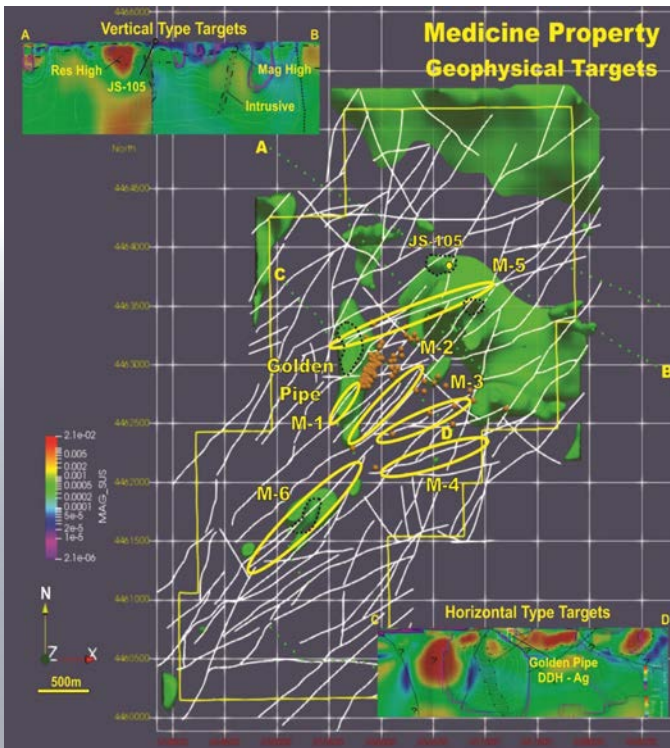 Medicine Property
Geophysical Targets
A
Vertical Type Targets
B
Res High
Mag High
JS-105
Intrusive
North
A
4464500
4464000
JS-105
C
M-5
4463500
M-2
4463000
Golden
Pipe
M-3
B
M-1
4462500
D
M-4
4462000
M-6
4461500
4461000
4460500
4460000
MAG_SUS
2.1e-02
0.005
0.002
0.001
0.0005
0.0002
0.0001
5e-5
2e-5
1e-5
2.1e-06
N
Z
X
500m
Horizontal Type Targets
C
D
Golden Pipe
DDH - Ag